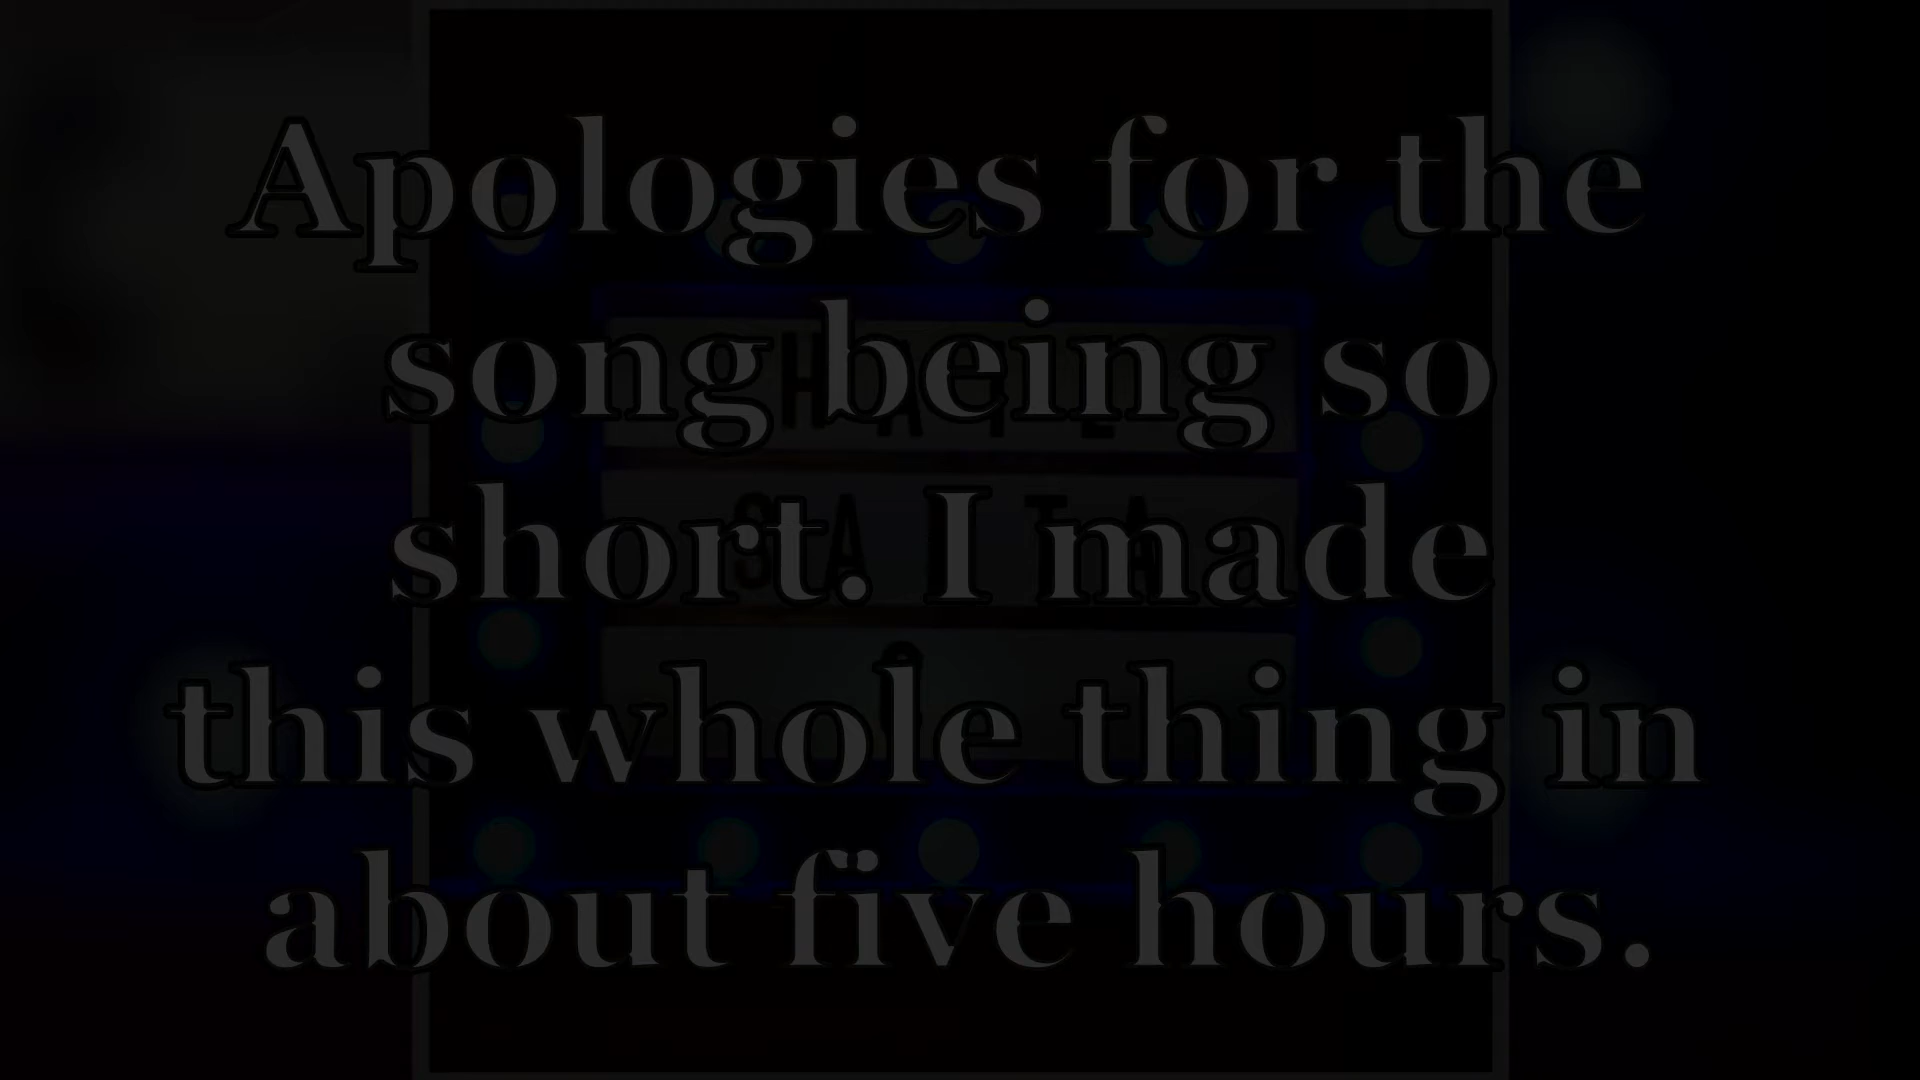 Apologies for the
song being so
short. I made
this whole thing in
about five hours.